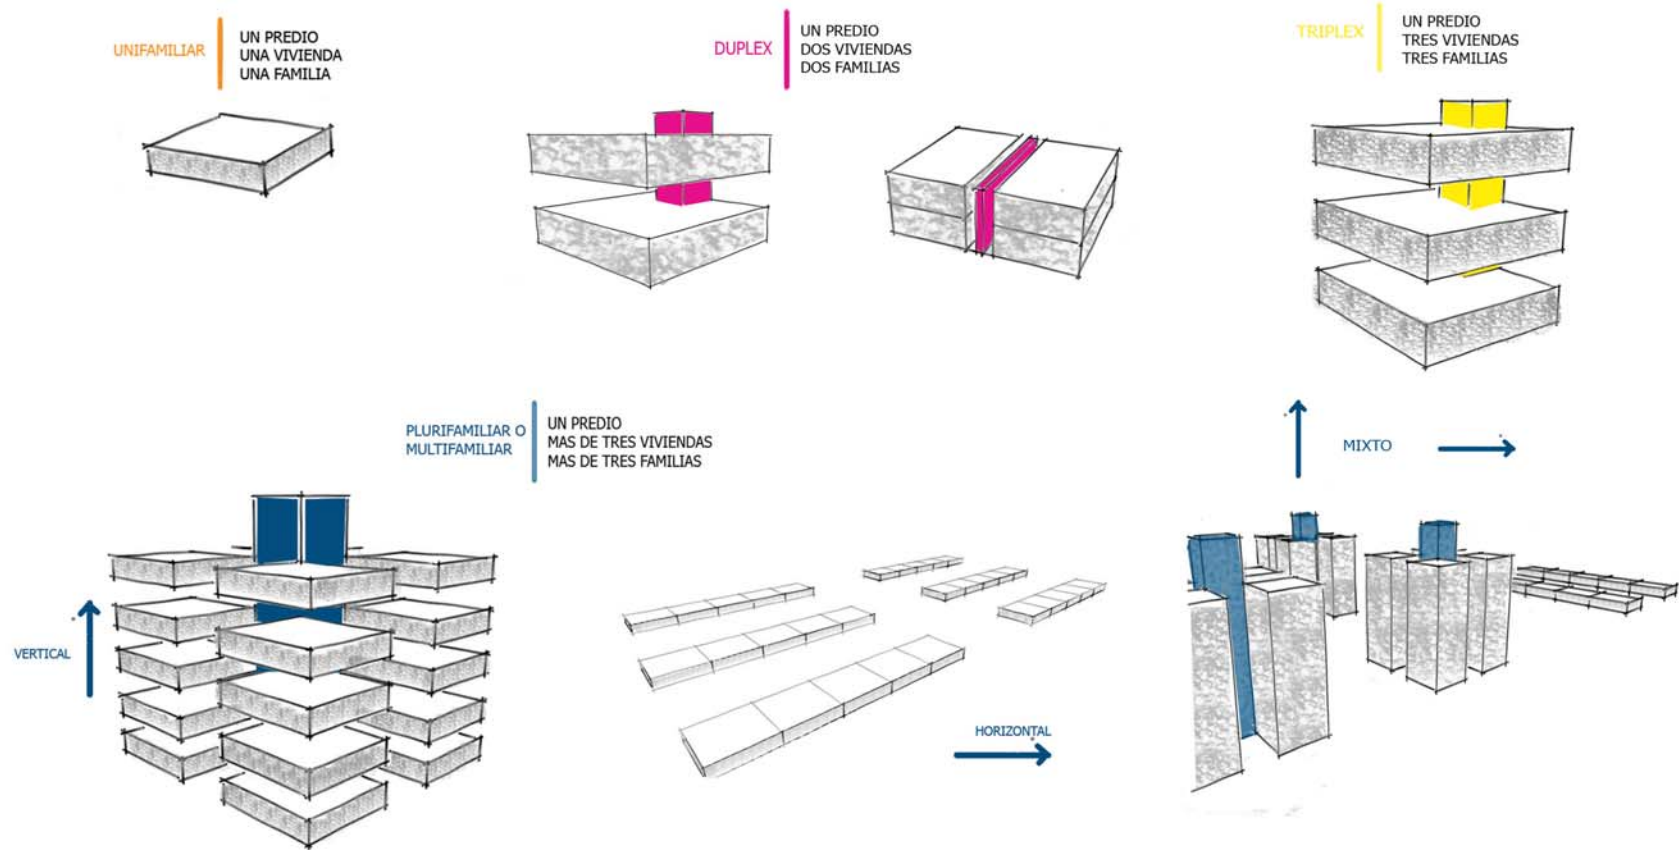 UNIFAMILIAR
UN PREDIO
UNA VIVIENDA
UNA FAMILIA
DUPLEX
UN PREDIO
DOS VIVIENDAS
DOS FAMILIAS
TRIPLEX
UN PREDIO
TRES VIVIENDAS
TRES FAMILIAS
PLURIFAMILIAR O
MULTIFAMILIAR
UN PREDIO
MAS DE TRES VIVIENDAS
MAS DE TRES FAMILIAS
MIXTO
VERTICAL
HORIZONTAL